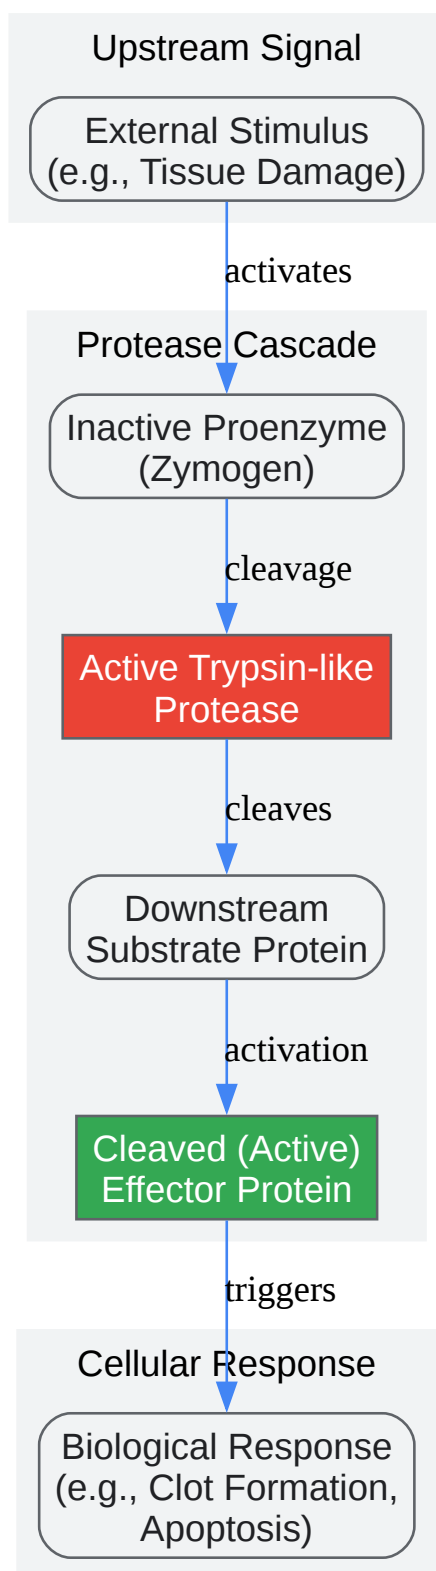 Upstream Signal
External Stimulus
(e.g., Tissue Damage)
activates
Protease Cascade
Inactive Proenzyme
(Zymogen)
cleavage
Active Trypsin-like
Protease
cleaves
Downstream
Substrate Protein
activation
Cleaved (Active)
Effector Protein
triggers
Cellular Response
Biological Response
(e.g., Clot Formation,
Apoptosis)